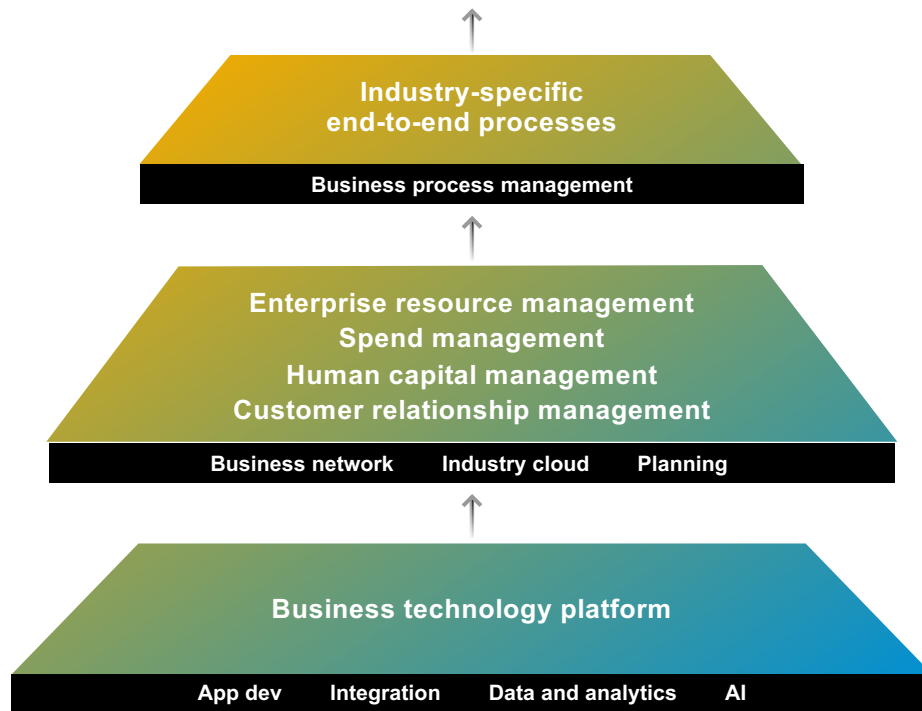 Industry-specific
end-to-end processes
Business process management
Enterprise resource management
Spend management
Human capital management
Customer relationship management
Business network Industry cloud Planning
Business technology platform
App dev Integration Data and analytics AI